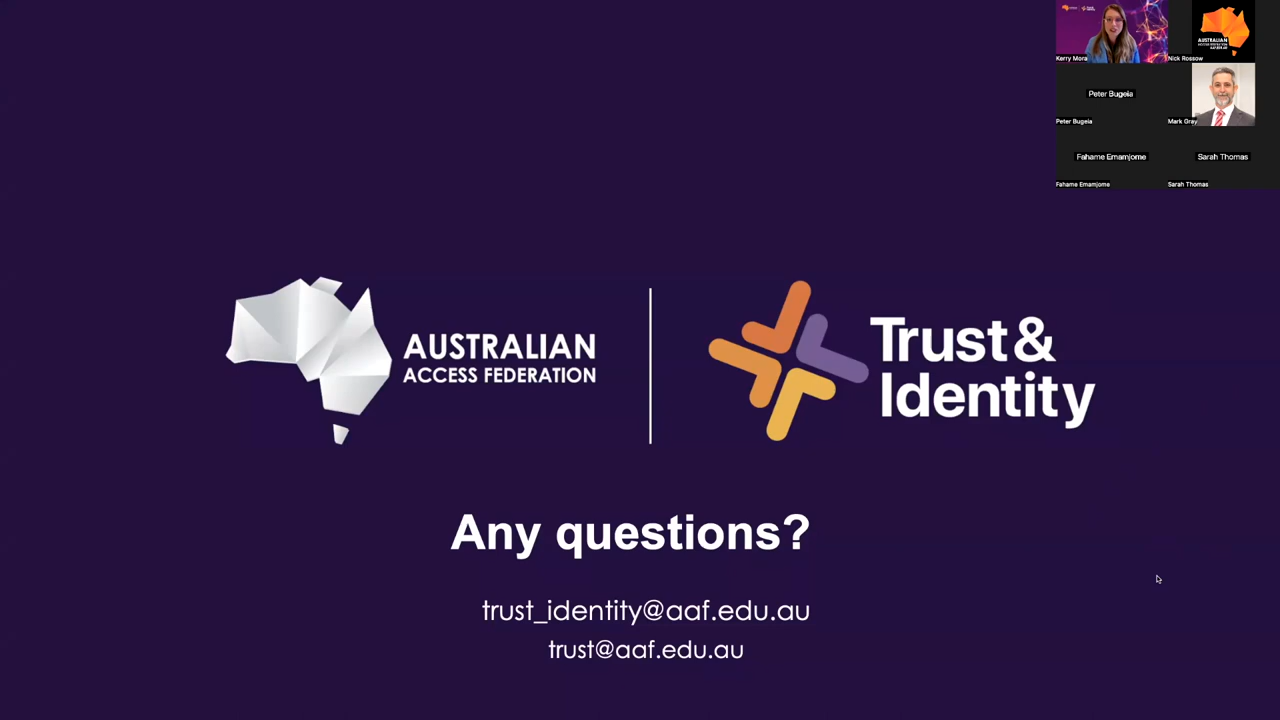 Kerry Mora
AUSTRALIAN
Nick Rossow
Peter Bugeia
Peter Bugeia
Mark Gray
Fahame Emamjome
Sarah Thomas
Fahame Emamjome
Sarah Thomas
AUSTRALIAN
ACCESS FEDERATION
Trust &
Identity
Any questions?
trust_identity@aaf.edu.au
trust@aaf.edu.au